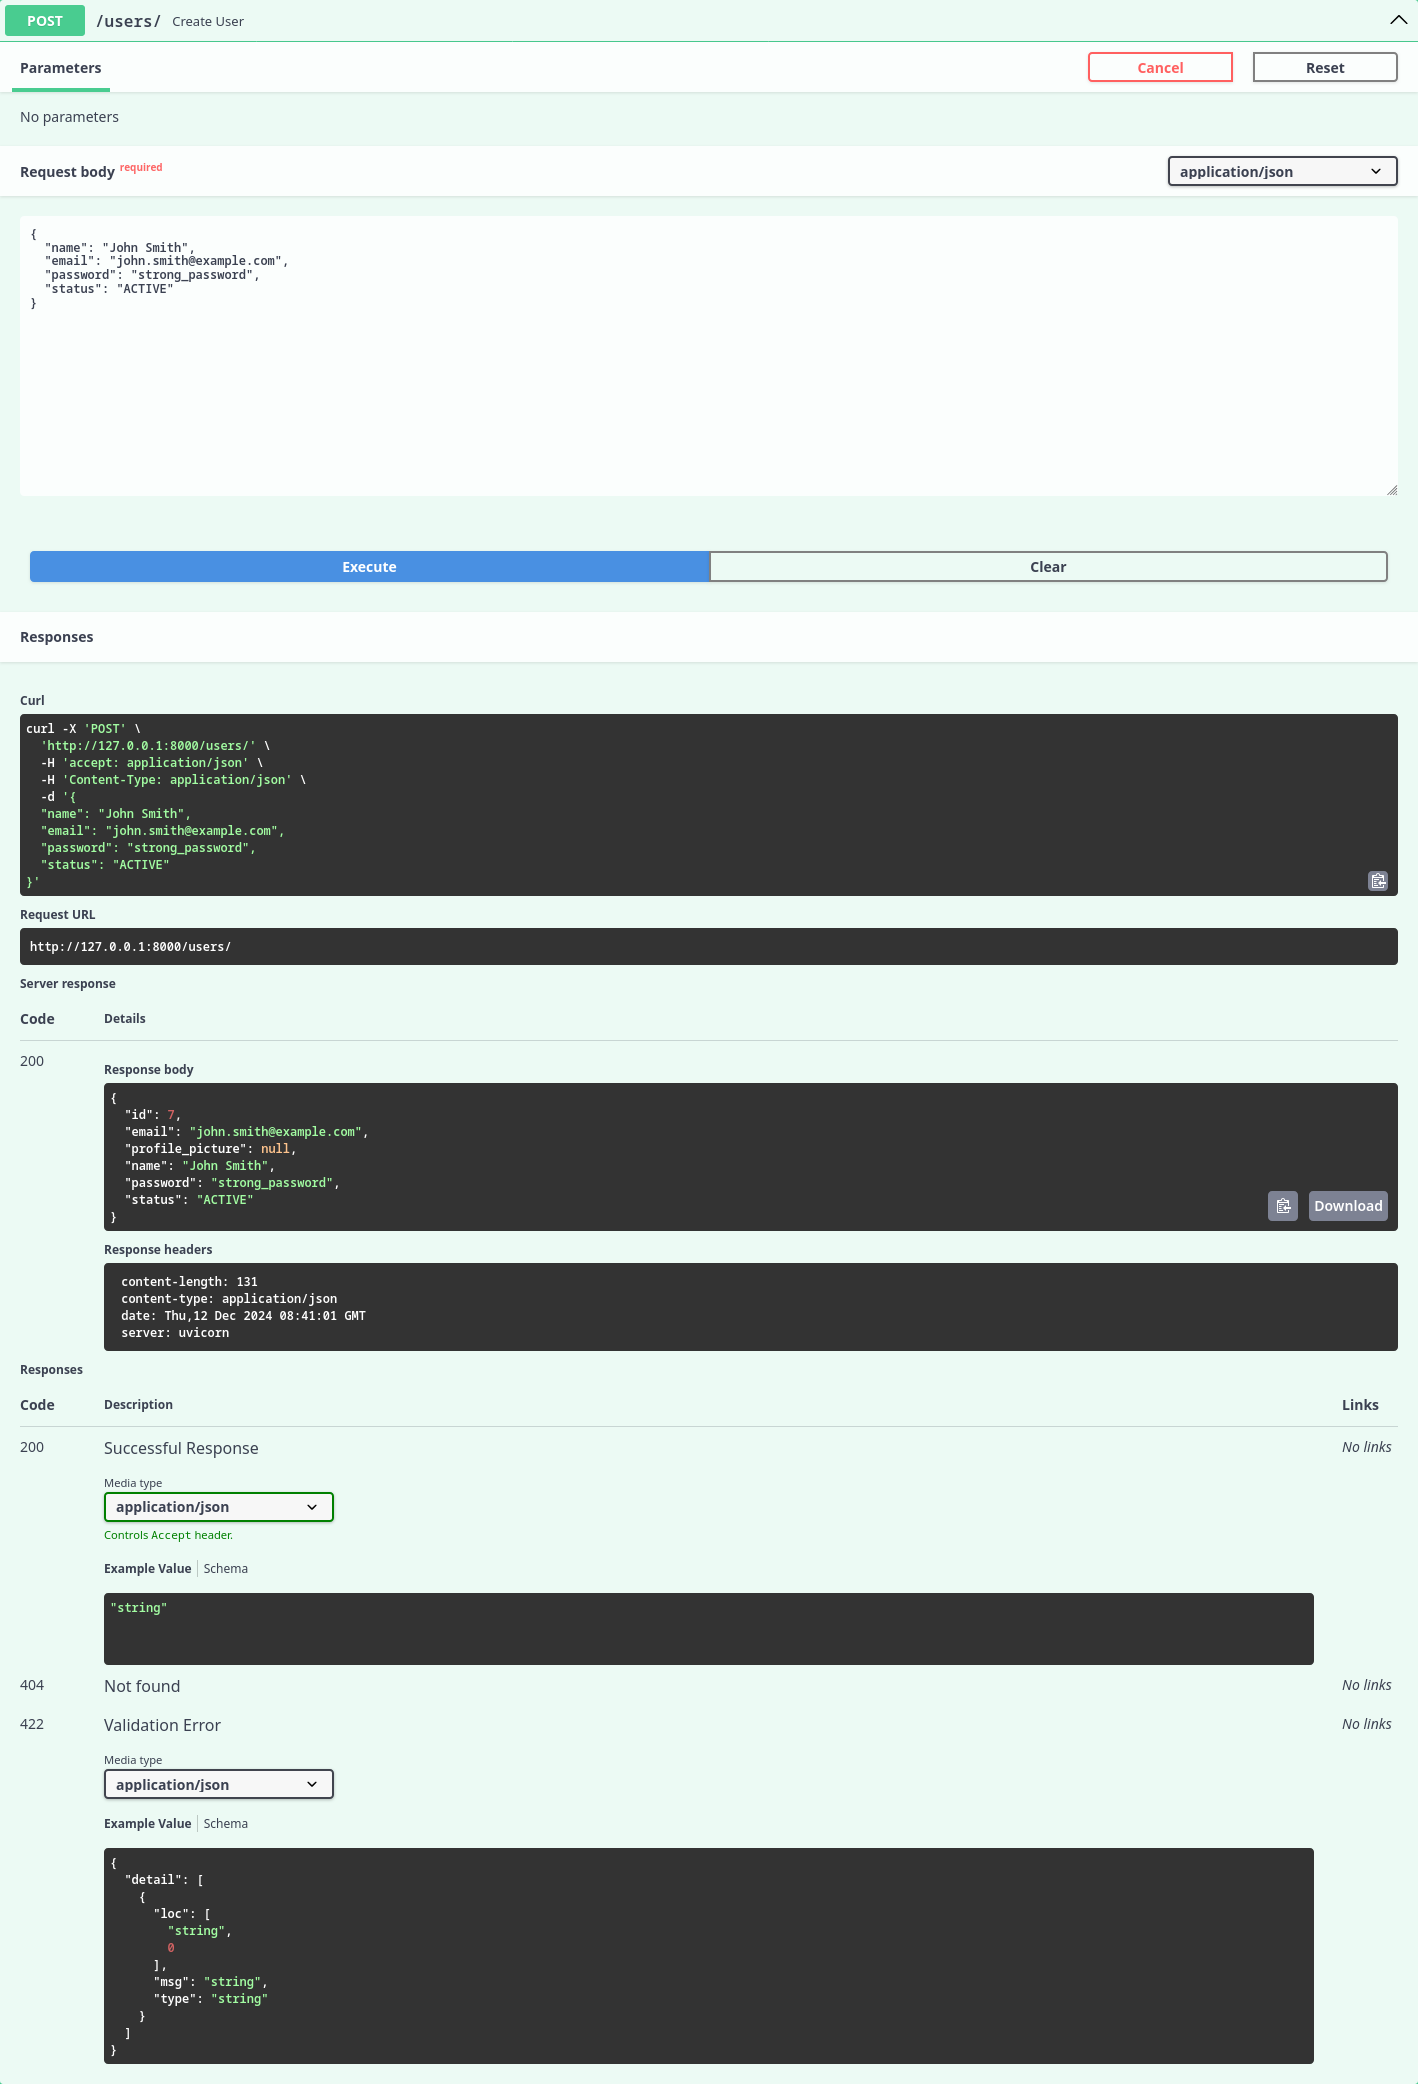 POST /users/ Create User
Parameters
Cancel Reset
No parameters
Request body required
application/json
{
  "name": "John Smith",
  "email": "john.smith@example.com",
  "password": "strong_password",
  "status": "ACTIVE"
}
Execute Clear
Responses
Curl
curl -X 'POST' \
  'http://127.0.0.1:8000/users/' \
  -H 'accept: application/json' \
  -H 'Content-Type: application/json' \
  -d '{
  "name": "John Smith",
  "email": "john.smith@example.com",
  "password": "strong_password",
  "status": "ACTIVE"
}'
Request URL
http://127.0.0.1:8000/users/
Server response
Code Details
200
Response body
{
  "id": 7,
  "email": "john.smith@example.com",
  "profile_picture": null,
  "name": "John Smith",
  "password": "strong_password",
  "status": "ACTIVE"
}
Download
Response headers
content-length: 131
content-type: application/json
date: Thu,12 Dec 2024 08:41:01 GMT
server: uvicorn
Responses
Code Description Links
200 Successful Response No links
Media type
application/json
Controls Accept header.
Example Value Schema
"string"
404 Not found No links
422 Validation Error No links
Media type
application/json
Example Value Schema
{
  "detail": [
    {
      "loc": [
        "string",
        0
      ],
      "msg": "string",
      "type": "string"
    }
  ]
}